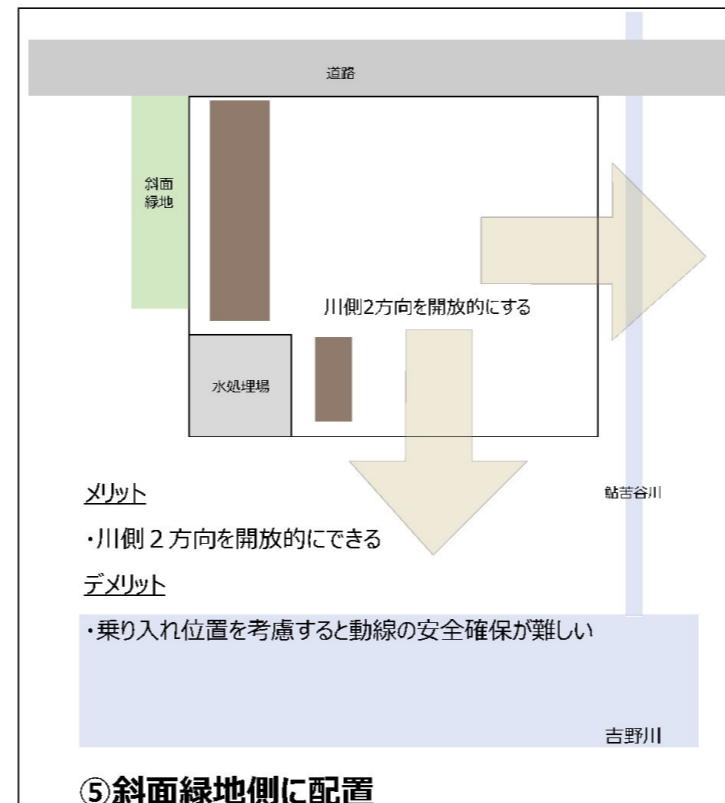 道路
斜面
緑地
川側2方向を開放的にする
水処理場
鮎苦谷川
メリット
・川側２方向を開放的にできる
デメリット
・乗り入れ位置を考慮すると動線の安全確保が難しい
吉野川
⑤斜面緑地側に配置